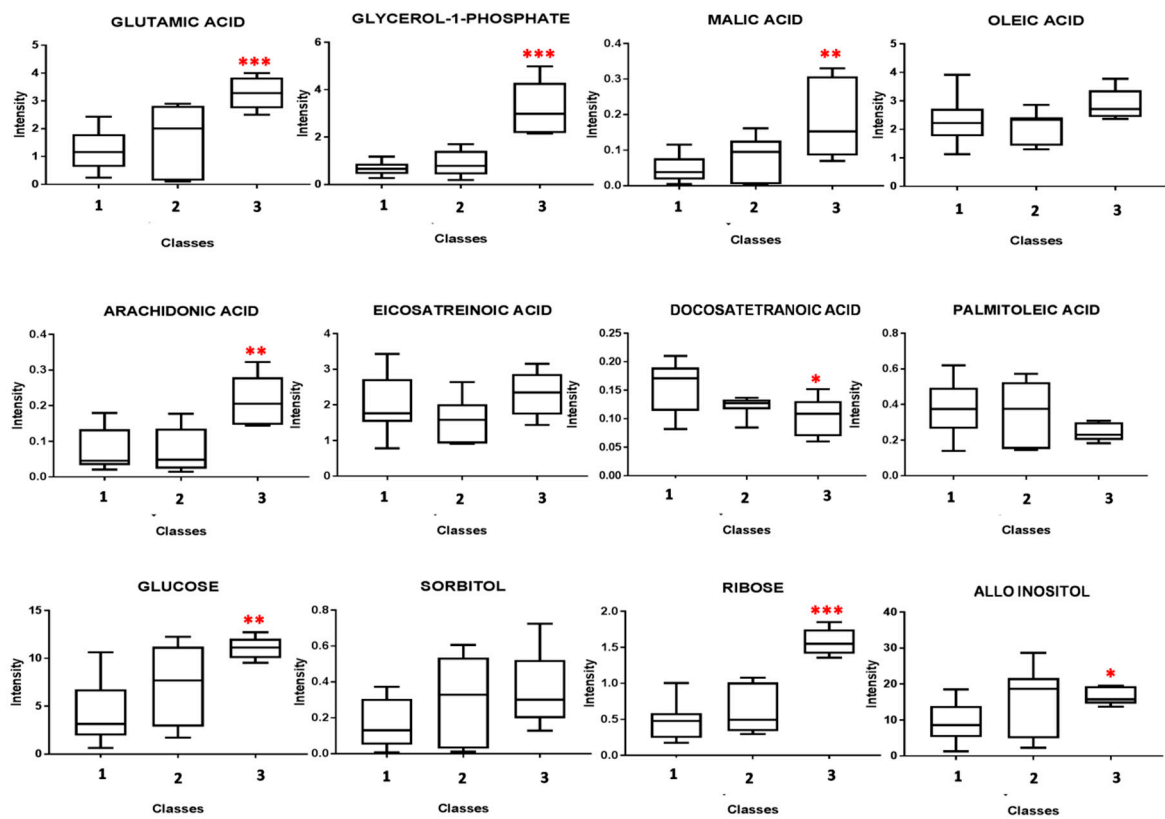 GLUTAMIC ACID
***
Intensity
5
4
3
2
1
0
1 2 3
Classes
GLYCEROL-1-PHOSPHATE
***
Intensity
6
4
2
0
1 2 3
Classes
MALIC ACID
**
Intensity
0.4
0.3
0.2
0.1
0.0
1 2 3
Classes
OLEIC ACID
Intensity
5
4
3
2
1
0
1 2 3
Classes
ARACHIDONIC ACID
**
Intensity
0.4
0.3
0.2
0.1
0.0
1 2 3
Classes
EICOSATREINOIC ACID
Intensity
4
3
2
1
0
1 2 3
Classes
DOCOSATETRANOIC ACID
*
Intensity
0.25
0.20
0.15
0.10
0.05
0.00
1 2 3
Classes
PALMITOLEIC ACID
Intensity
0.8
0.6
0.4
0.2
0.0
1 2 3
Classes
GLUCOSE
**
Intensity
15
10
5
0
1 2 3
Classes
SORBITOL
Intensity
0.8
0.6
0.4
0.2
0.0
1 2 3
Classes
RIBOSE
***
Intensity
2.0
1.5
1.0
0.5
0.0
1 2 3
Classes
ALLO INOSITOL
*
Intensity
40
30
20
10
0
1 2 3
Classes